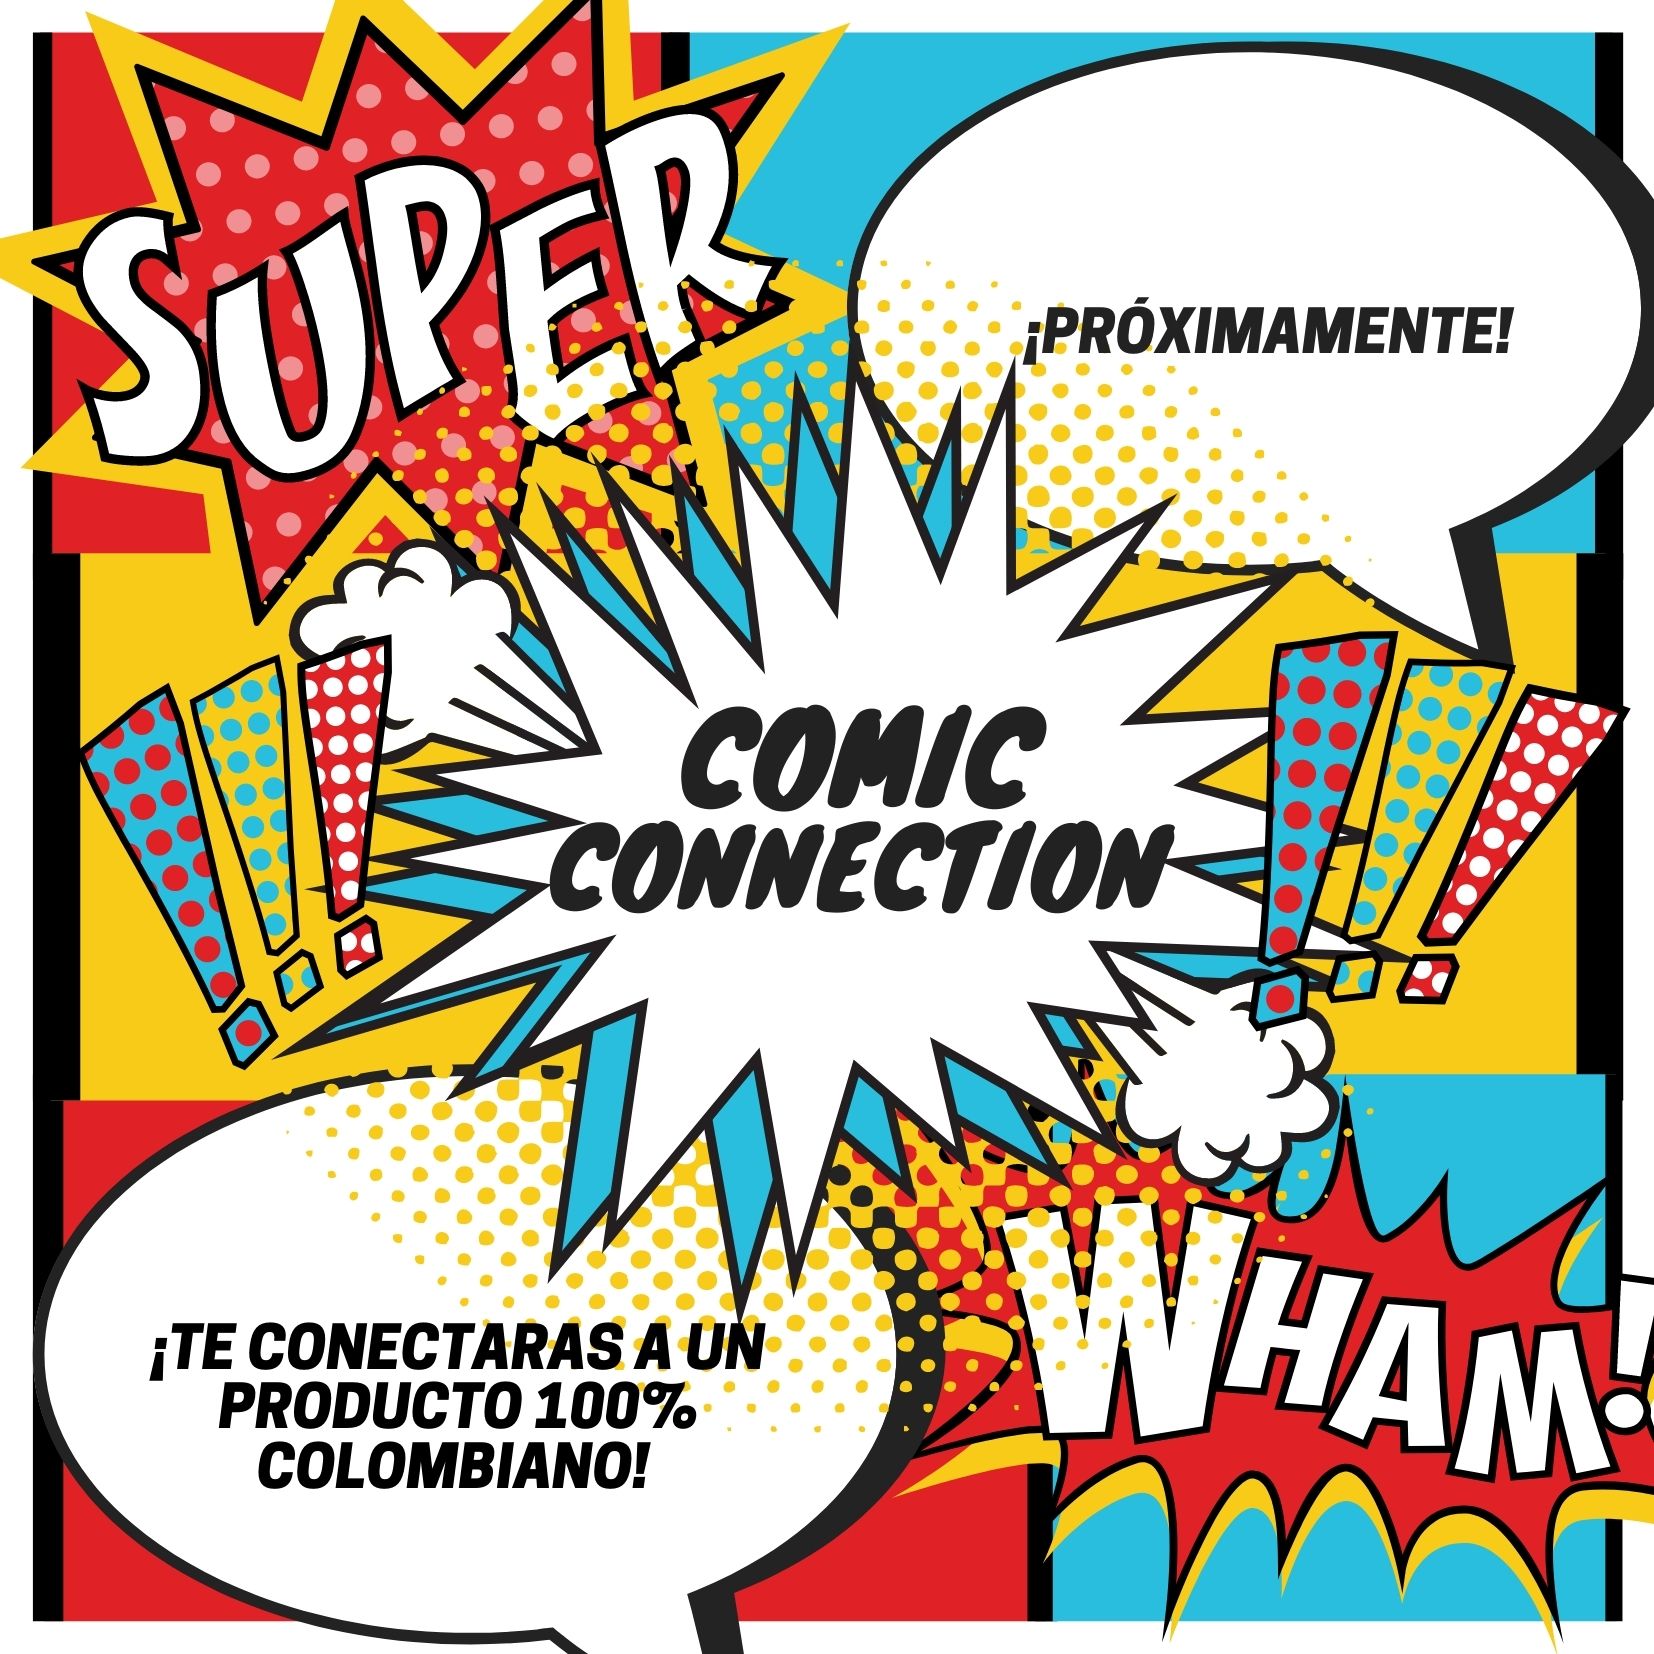 SUPER
¡PRÓXIMAMENTE!
COMIC
CONNECTION
¡TE CONECTARAS A UN
PRODUCTO 100%
COLOMBIANO!
WHAM!